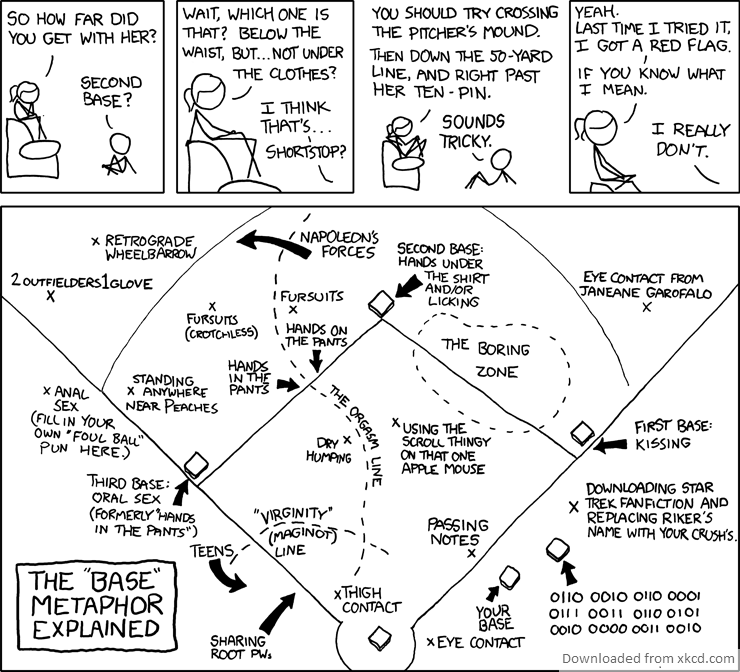 SO HOW FAR DID
YOU GET WITH HER?
SECOND
BASE?
WAIT, WHICH ONE IS
THAT? BELOW THE
WAIST, BUT...NOT UNDER
THE CLOTHES?
I THINK
THAT'S...
SHORTSTOP?
YOU SHOULD TRY CROSSING
THE PITCHER'S MOUND.
THEN DOWN THE 50-YARD
LINE, AND RIGHT PAST
HER TEN-PIN.
SOUNDS
TRICKY.
YEAH.
LAST TIME I TRIED IT,
I GOT A RED FLAG.
IF YOU KNOW WHAT
I MEAN.
I REALLY
DON'T.
x RETROGRADE
WHEELBARROW
NAPOLEON'S
FORCES
SECOND BASE:
HANDS UNDER
THE SHIRT
AND/OR
LICKING
2OUTFIELDERS1GLOVE
x
EYE CONTACT FROM
JANEANE GAROFALO
x
x
FURSUITS
(CROTCHLESS)
FURSUITS
x
HANDS ON
THE PANTS
THE BORING
ZONE
HANDS
IN THE
PANTS
STANDING
x ANYWHERE
NEAR PEACHES
x ANAL
SEX
(FILL IN YOUR
OWN "FOUL BALL"
PUN HERE.)
THE ORGASM LINE
DRY x
HUMPING
x USING THE
SCROLL THINGY
ON THAT ONE
APPLE MOUSE
FIRST BASE:
KISSING
THIRD BASE:
ORAL SEX
(FORMERLY "HANDS
IN THE PANTS")
x DOWNLOADING STAR
TREK FANFICTION AND
REPLACING RIKER'S
NAME WITH YOUR CRUSH'S.
"VIRGINITY"
(MAGINOT)
LINE
TEENS
PASSING
NOTES
x
THE "BASE"
METAPHOR
EXPLAINED
x THIGH
CONTACT
SHARING
ROOT PWs
YOUR
BASE
x EYE CONTACT
0110 0010 0110 0001
0111 0011 0110 0101
0010 0000 0011 0010
Downloaded from xkcd.com